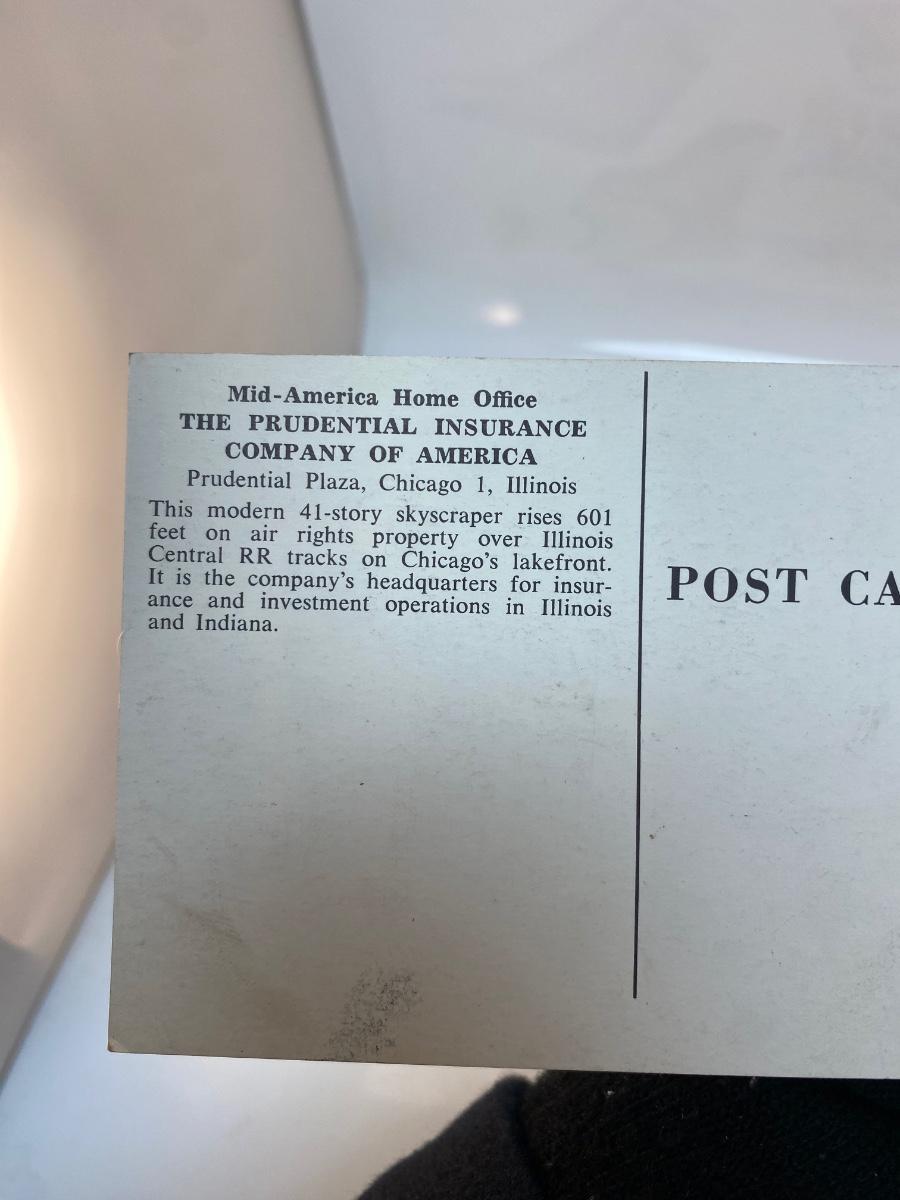 Mid-America Home Office
THE PRUDENTIAL INSURANCE
COMPANY OF AMERICA
Prudential Plaza, Chicago 1, Illinois
This modern 41-story skyscraper rises 601
feet on air rights property over Illinois
Central RR tracks on Chicago's lakefront.
It is the company's headquarters for insur-
ance and investment operations in Illinois
and Indiana.
POST CA